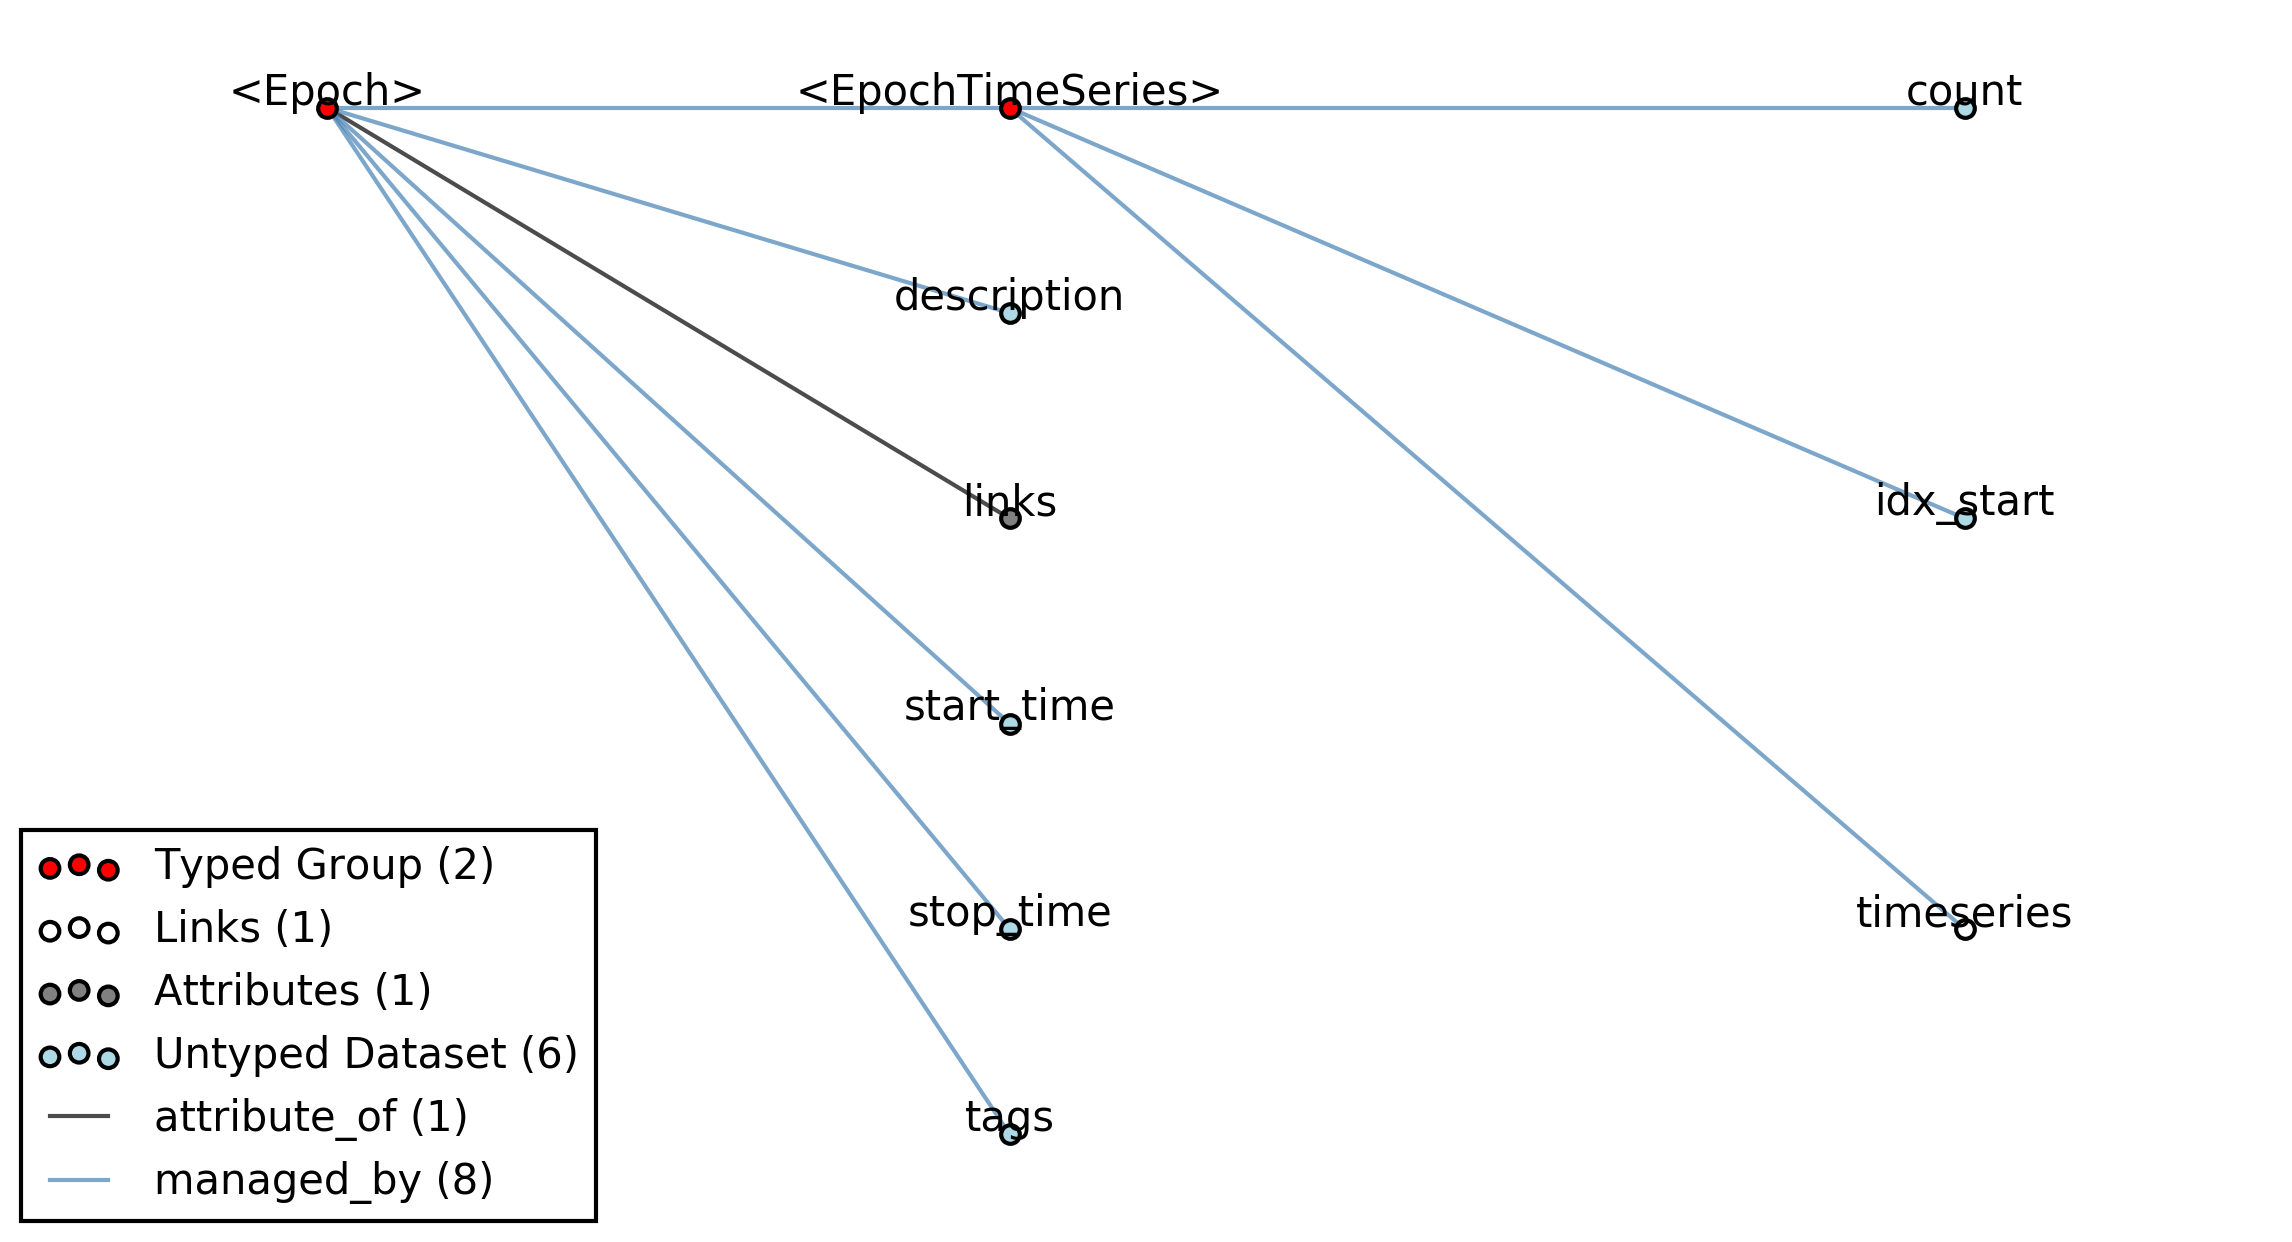 <Epoch>
<EpochTimeSeries>
count
description
links
idx_start
start_time
stop_time
timeseries
tags
Typed Group (2)
Links (1)
Attributes (1)
Untyped Dataset (6)
attribute_of (1)
managed_by (8)